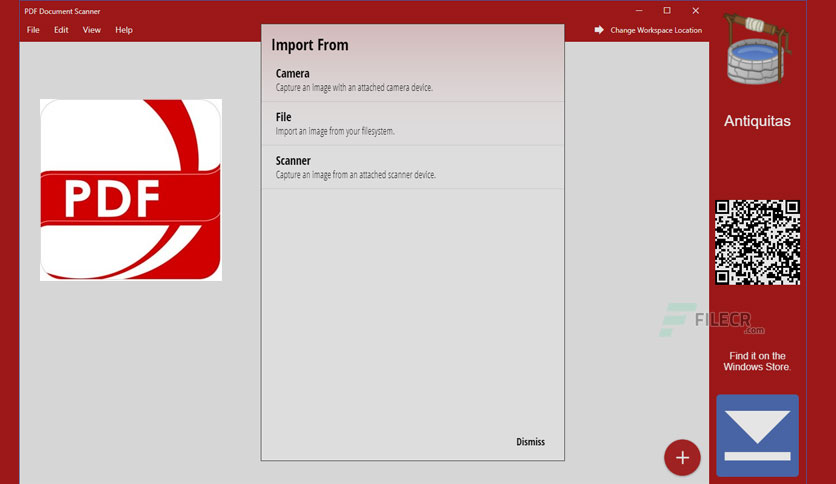 PDF Document Scanner
File Edit View Help
Change Workspace Location
Import From
Camera
Capture an image with an attached camera device.
File
Import an image from your filesystem.
Scanner
Capture an image from an attached scanner device.
Dismiss
PDF
Antiquitas
FILECR
.com
Find it on the
Windows Store.